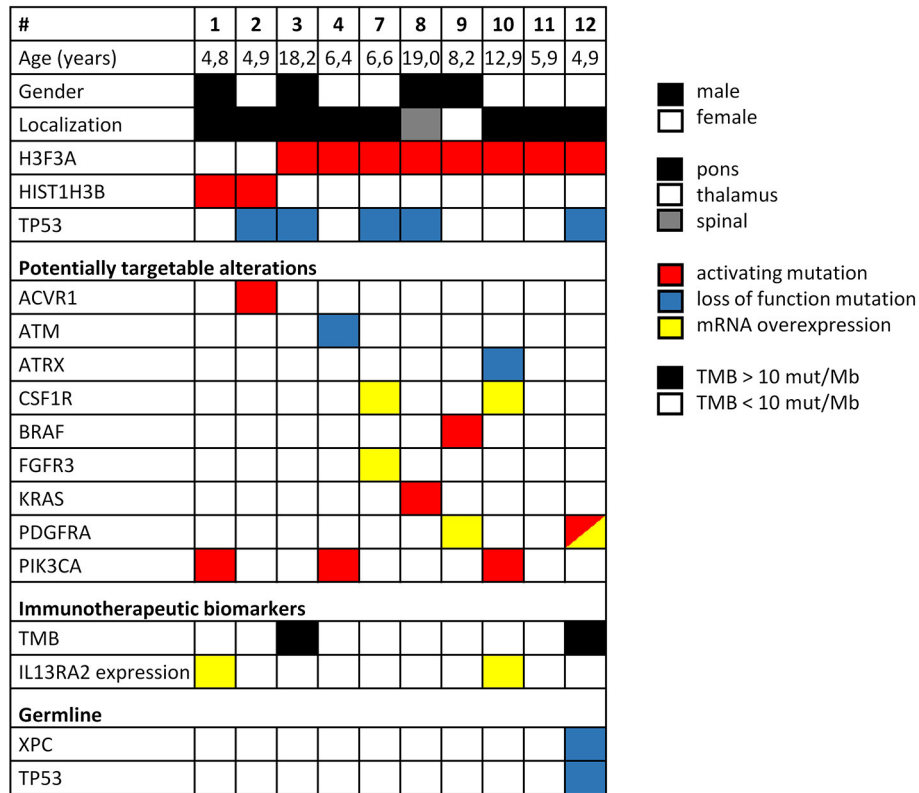 # 1 2 3 4 7 8 9 10 11 12
Age (years) 4,8 4,9 18,2 6,4 6,6 19,0 8,2 12,9 5,9 4,9
Gender
Localization
H3F3A
HIST1H3B
TP53
Potentially targetable alterations
ACVR1
ATM
ATRX
CSF1R
BRAF
FGFR3
KRAS
PDGFRA
PIK3CA
Immunotherapeutic biomarkers
TMB
IL13RA2 expression
Germline
XPC
TP53
male
female
pons
thalamus
spinal
activating mutation
loss of function mutation
mRNA overexpression
TMB > 10 mut/Mb
TMB < 10 mut/Mb